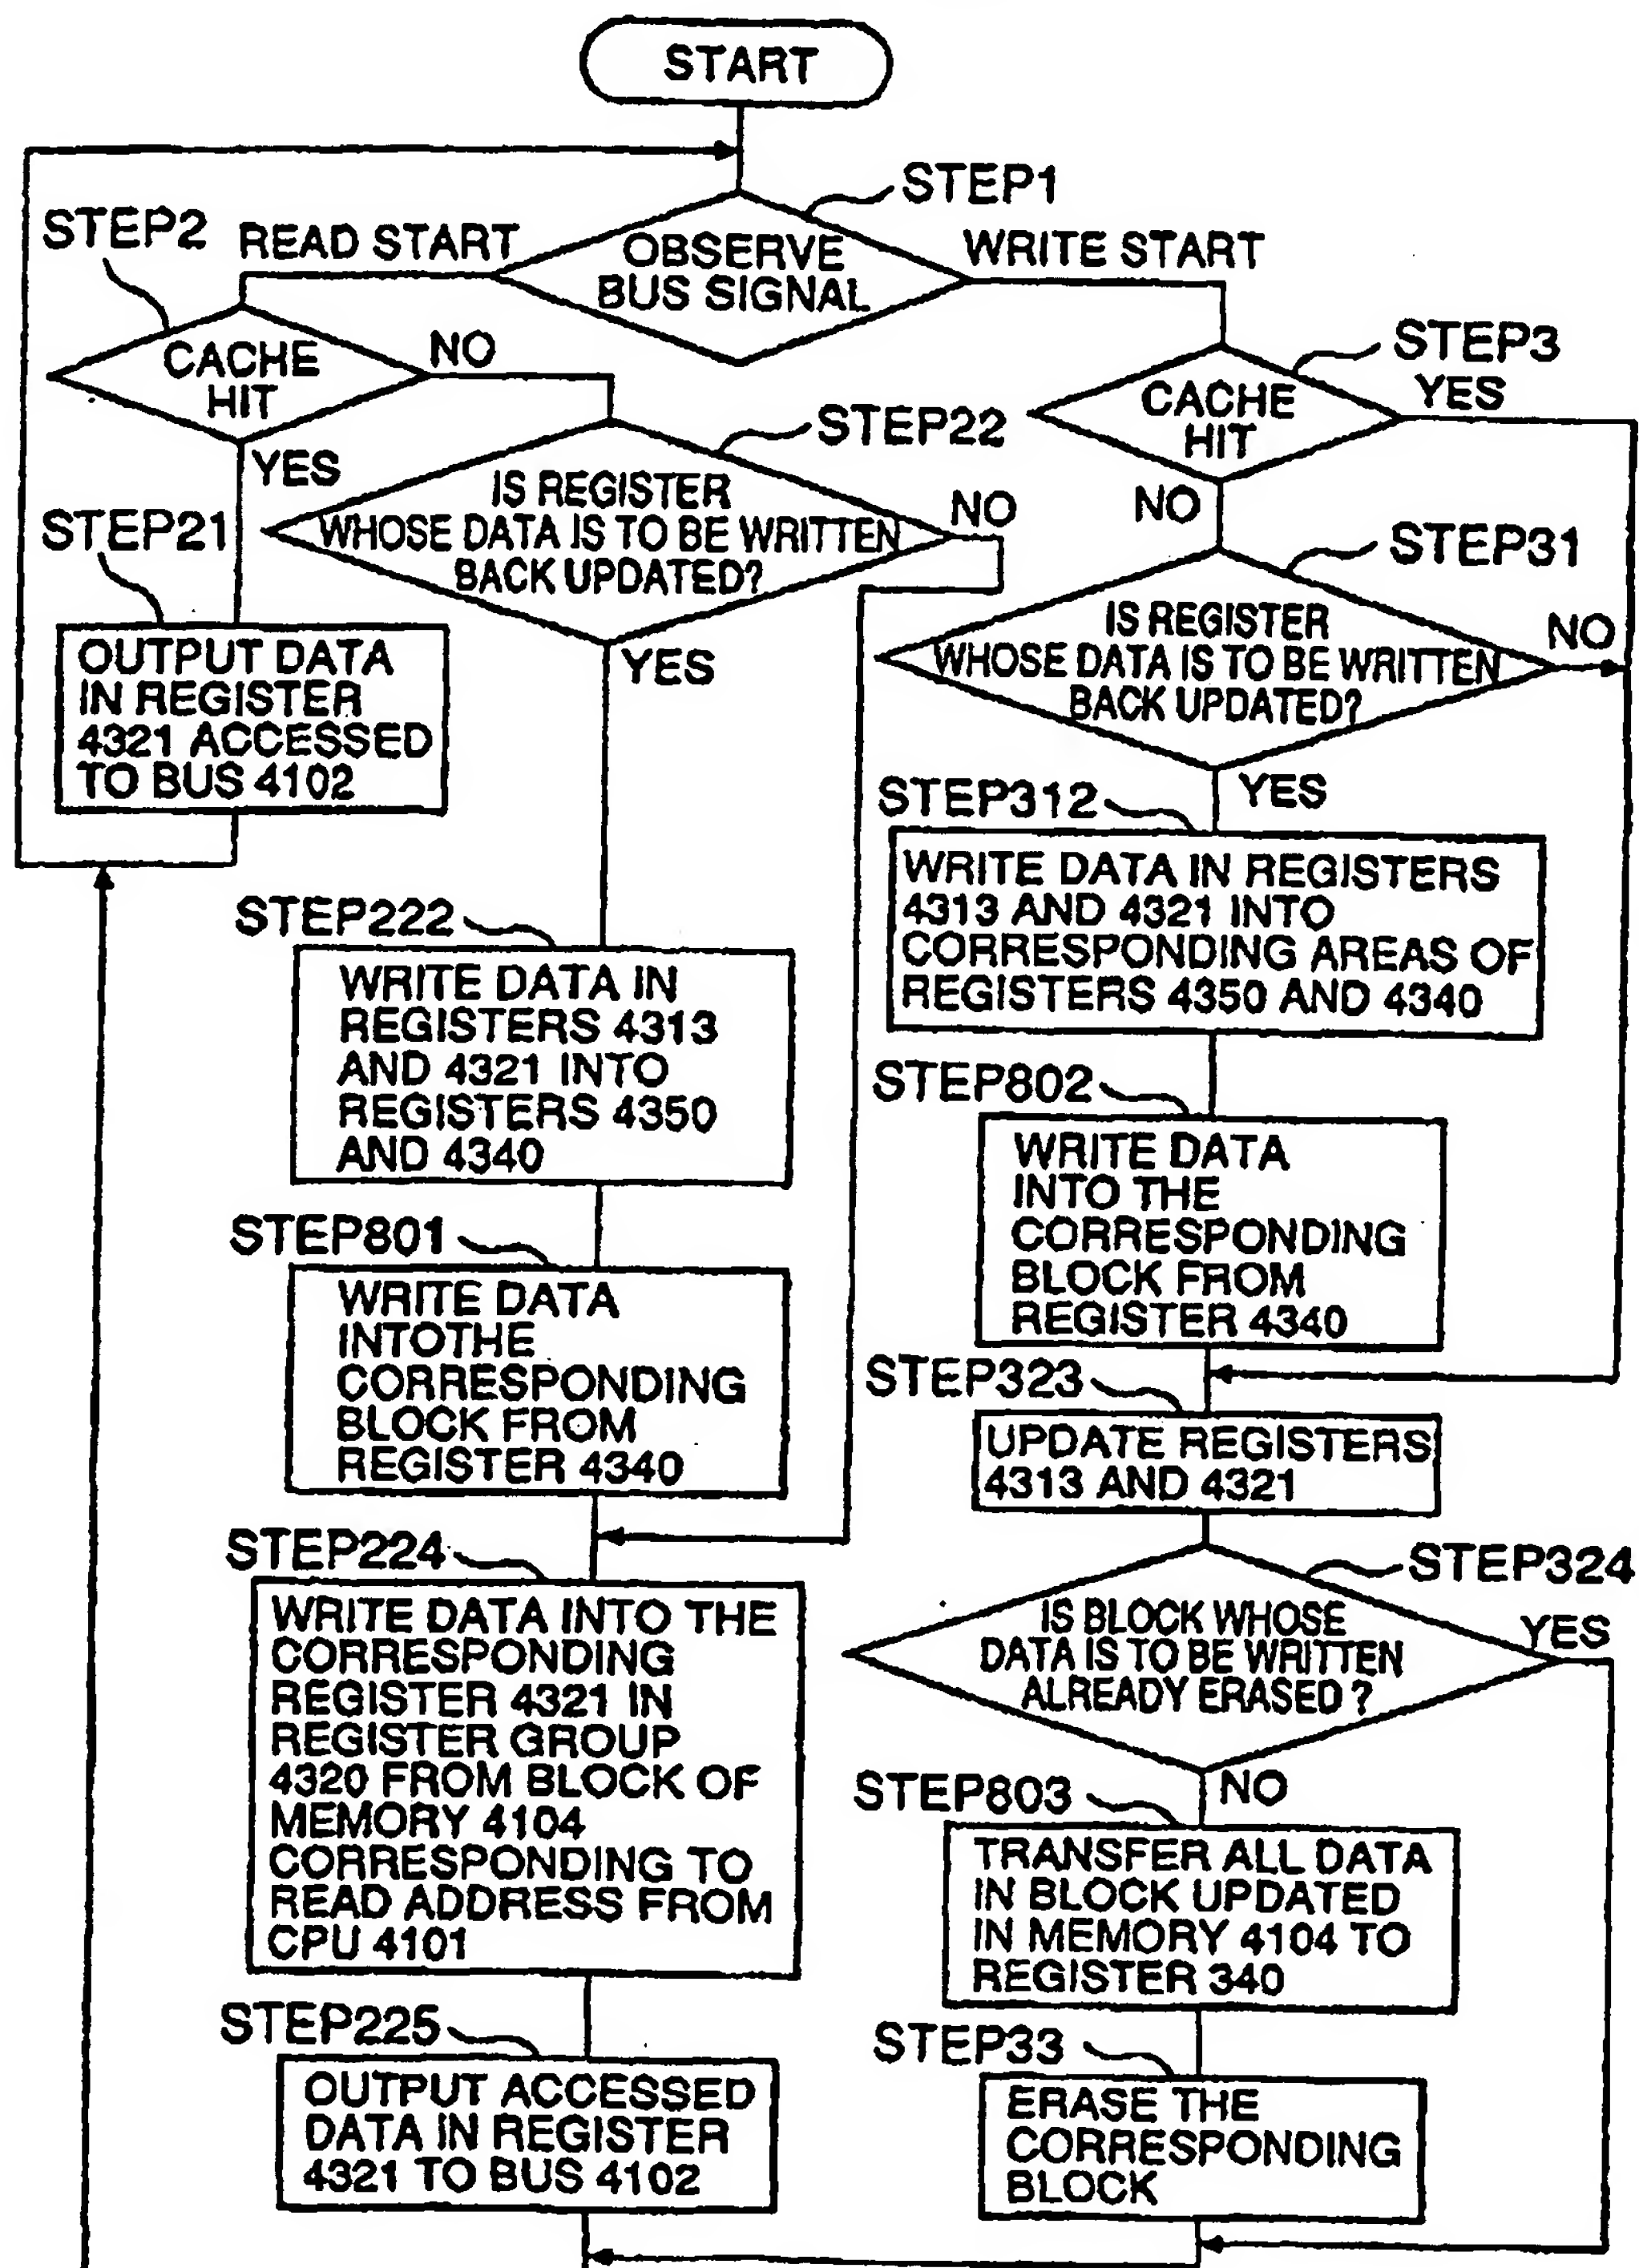 START
STEP1
STEP2
READ START
OBSERVE
BUS SIGNAL
WRITE START
CACHE
HIT
NO
YES
STEP3
CACHE
HIT
YES
NO
STEP22
IS REGISTER
WHOSE DATA IS TO BE WRITTEN
BACK UPDATED?
NO
YES
STEP21
OUTPUT DATA
IN REGISTER
4321 ACCESSED
TO BUS 4102
STEP31
IS REGISTER
WHOSE DATA IS TO BE WRITTEN
BACK UPDATED?
NO
YES
STEP222
WRITE DATA IN
REGISTERS 4313
AND 4321 INTO
REGISTERS 4350
AND 4340
STEP312
WRITE DATA IN REGISTERS
4313 AND 4321 INTO
CORRESPONDING AREAS OF
REGISTERS 4350 AND 4340
STEP801
WRITE DATA
INTOTHE
CORRESPONDING
BLOCK FROM
REGISTER 4340
STEP802
WRITE DATA
INTO THE
CORRESPONDING
BLOCK FROM
REGISTER 4340
STEP323
UPDATE REGISTERS
4313 AND 4321
STEP224
WRITE DATA INTO THE
CORRESPONDING
REGISTER 4321 IN
REGISTER GROUP
4320 FROM BLOCK OF
MEMORY 4104
CORRESPONDING TO
READ ADDRESS FROM
CPU 4101
STEP324
IS BLOCK WHOSE
DATA IS TO BE WRITTEN
ALREADY ERASED ?
YES
NO
STEP803
TRANSFER ALL DATA
IN BLOCK UPDATED
IN MEMORY 4104 TO
REGISTER 340
STEP225
OUTPUT ACCESSED
DATA IN REGISTER
4321 TO BUS 4102
STEP33
ERASE THE
CORRESPONDING
BLOCK